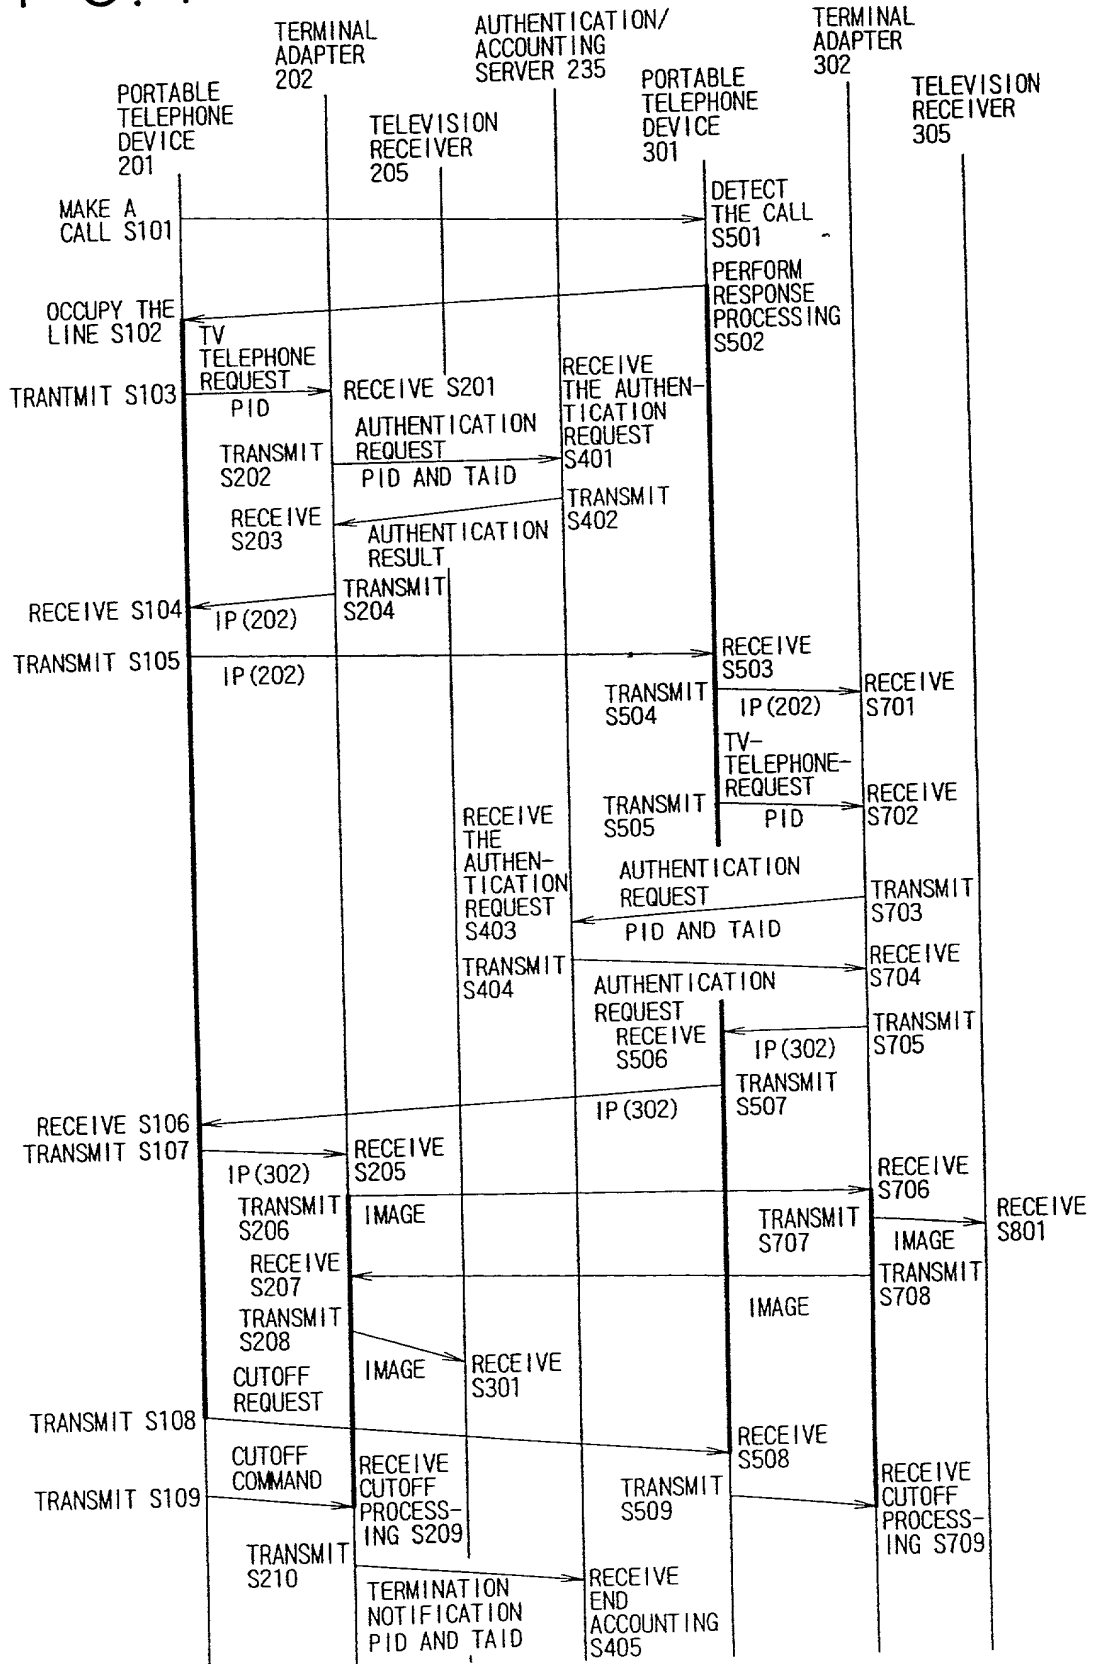 TERMINAL
ADAPTER
202
AUTHENTICATION/
ACCOUNTING
SERVER 235
TERMINAL
ADAPTER
302
PORTABLE
TELEPHONE
DEVICE
201
TELEVISION
RECEIVER
205
PORTABLE
TELEPHONE
DEVICE
301
TELEVISION
RECEIVER
305
MAKE A
CALL S101
DETECT
THE CALL
S501
PERFORM
RESPONSE
PROCESSING
S502
OCCUPY THE
LINE S102
TV
TELEPHONE
REQUEST
PID
TRANTMIT S103
RECEIVE S201
RECEIVE
THE AUTHEN-
TICATION
REQUEST
S401
AUTHENTICATION
REQUEST
PID AND TAID
TRANSMIT
S202
TRANSMIT
S402
RECEIVE
S203
AUTHENTICATION
RESULT
TRANSMIT
S204
RECEIVE S104
IP(202)
TRANSMIT S105
IP(202)
RECEIVE
S503
TRANSMIT
S504
IP(202)
RECEIVE
S701
TV-
TELEPHONE-
REQUEST
PID
TRANSMIT
S505
RECEIVE
S702
RECEIVE
THE
AUTHEN-
TICATION
REQUEST
S403
AUTHENTICATION
REQUEST
PID AND TAID
TRANSMIT
S703
TRANSMIT
S404
RECEIVE
S704
AUTHENTICATION
REQUEST
RECEIVE
S506
IP(302)
TRANSMIT
S705
TRANSMIT
S507
IP(302)
RECEIVE S106
TRANSMIT S107
IP(302)
RECEIVE
S205
RECEIVE
S706
TRANSMIT
S206
IMAGE
TRANSMIT
S707
IMAGE
RECEIVE
S801
RECEIVE
S207
TRANSMIT
S708
IMAGE
TRANSMIT
S208
IMAGE
RECEIVE
S301
CUTOFF
REQUEST
TRANSMIT S108
RECEIVE
S508
CUTOFF
COMMAND
TRANSMIT S109
RECEIVE
CUTOFF
PROCESS-
ING S209
TRANSMIT
S509
RECEIVE
CUTOFF
PROCESS-
ING S709
TRANSMIT
S210
TERMINATION
NOTIFICATION
PID AND TAID
RECEIVE
END
ACCOUNTING
S405